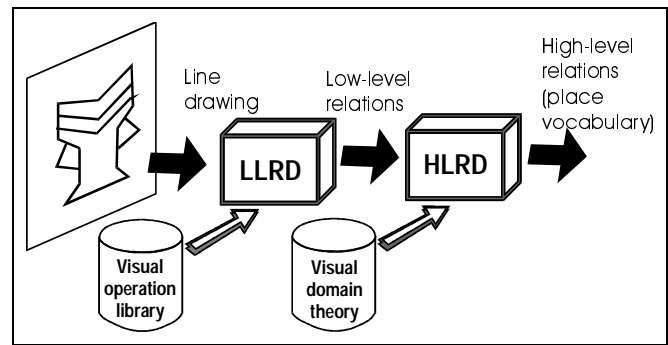 Line
drawing
LLRD
Low-level
relations
HLRD
High-level
relations
(place
vocabulary)
Visual
operation
library
Visual
domain
theory